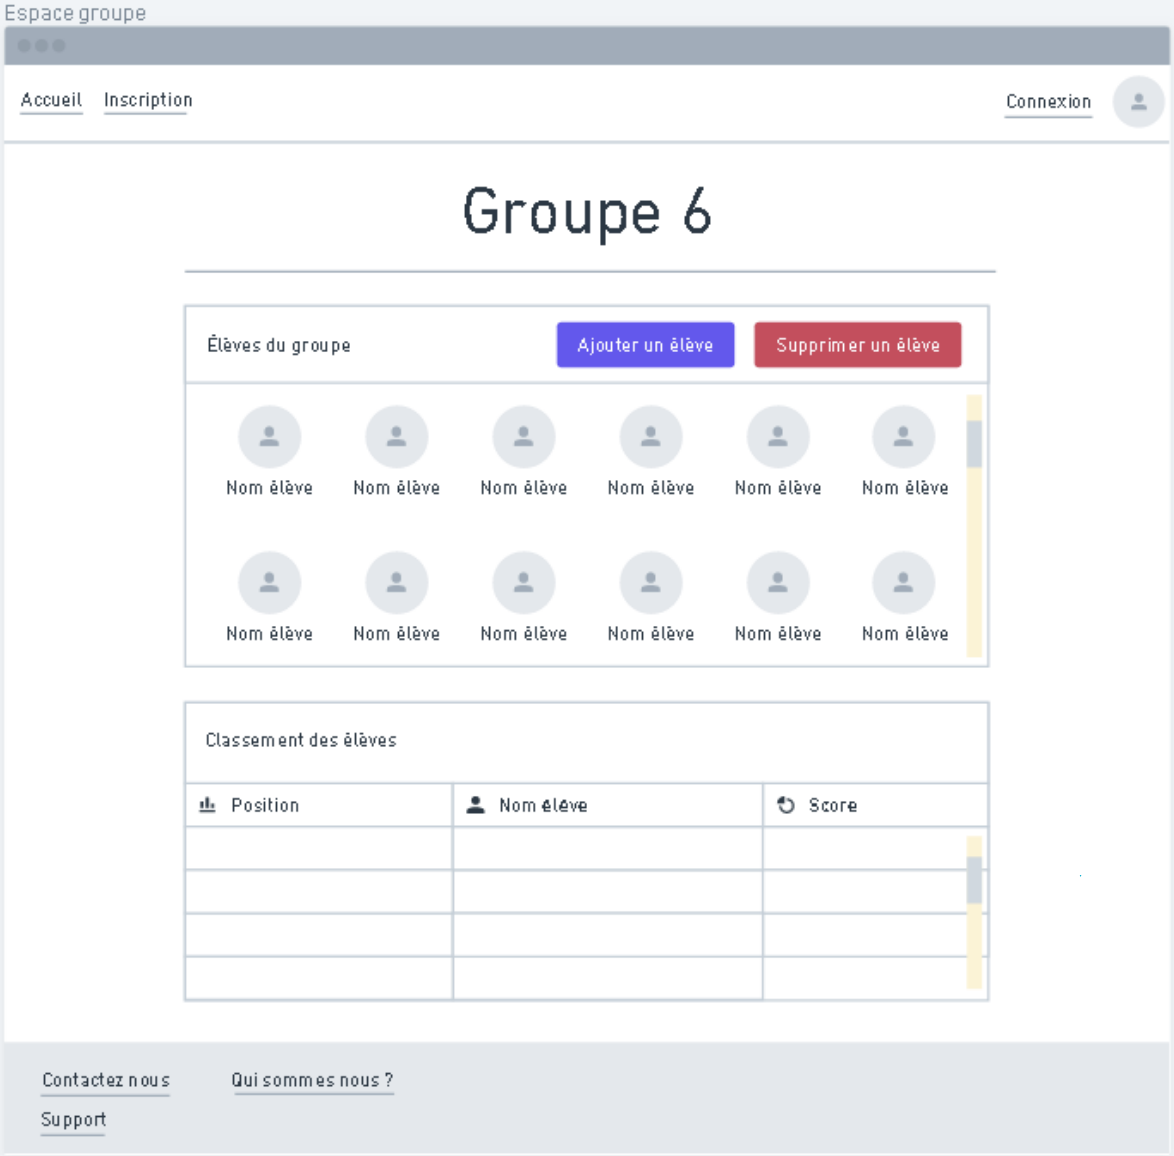 Espace groupe
Accueil Inscription Connexion
Groupe 6
Élèves du groupe Ajouter un élève Supprimer un élève
Nom élève Nom élève Nom élève Nom élève Nom élève Nom élève
Nom élève Nom élève Nom élève Nom élève Nom élève Nom élève
Classement des élèves
Position Nom élève Score
Contactez nous Qui sommes nous ?
Support